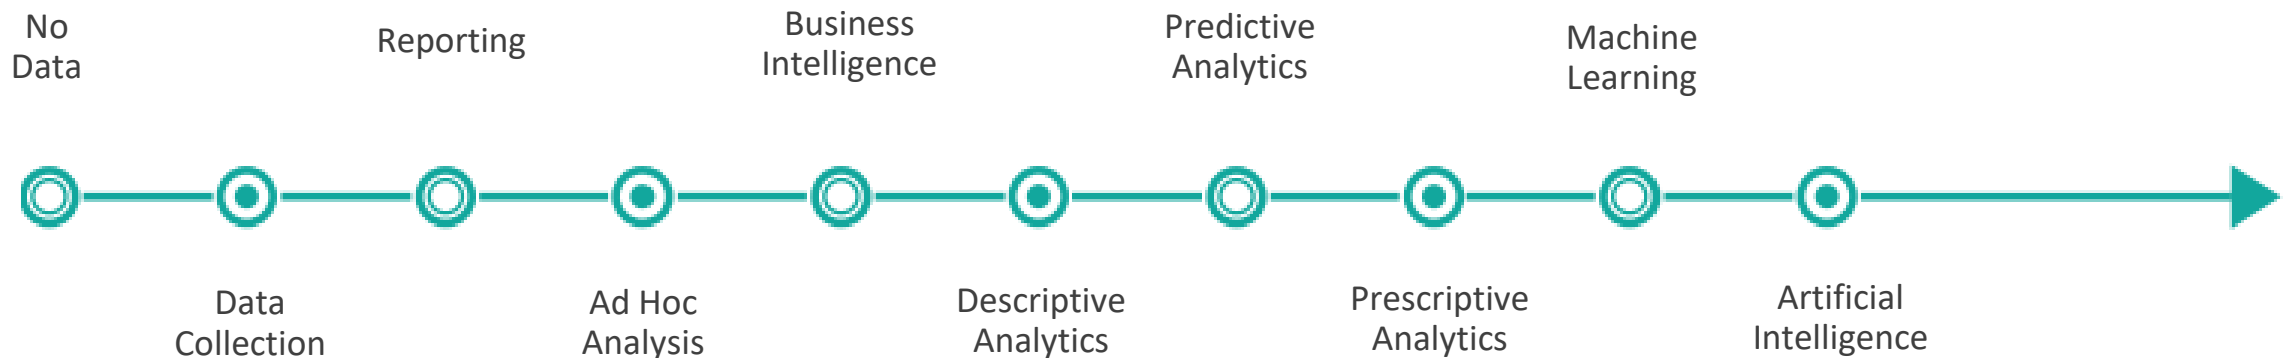 No
Data
Data
Collection
Reporting
Ad Hoc
Analysis
Business
Intelligence
Descriptive
Analytics
Predictive
Analytics
Prescriptive
Analytics
Machine
Learning
Artificial
Intelligence